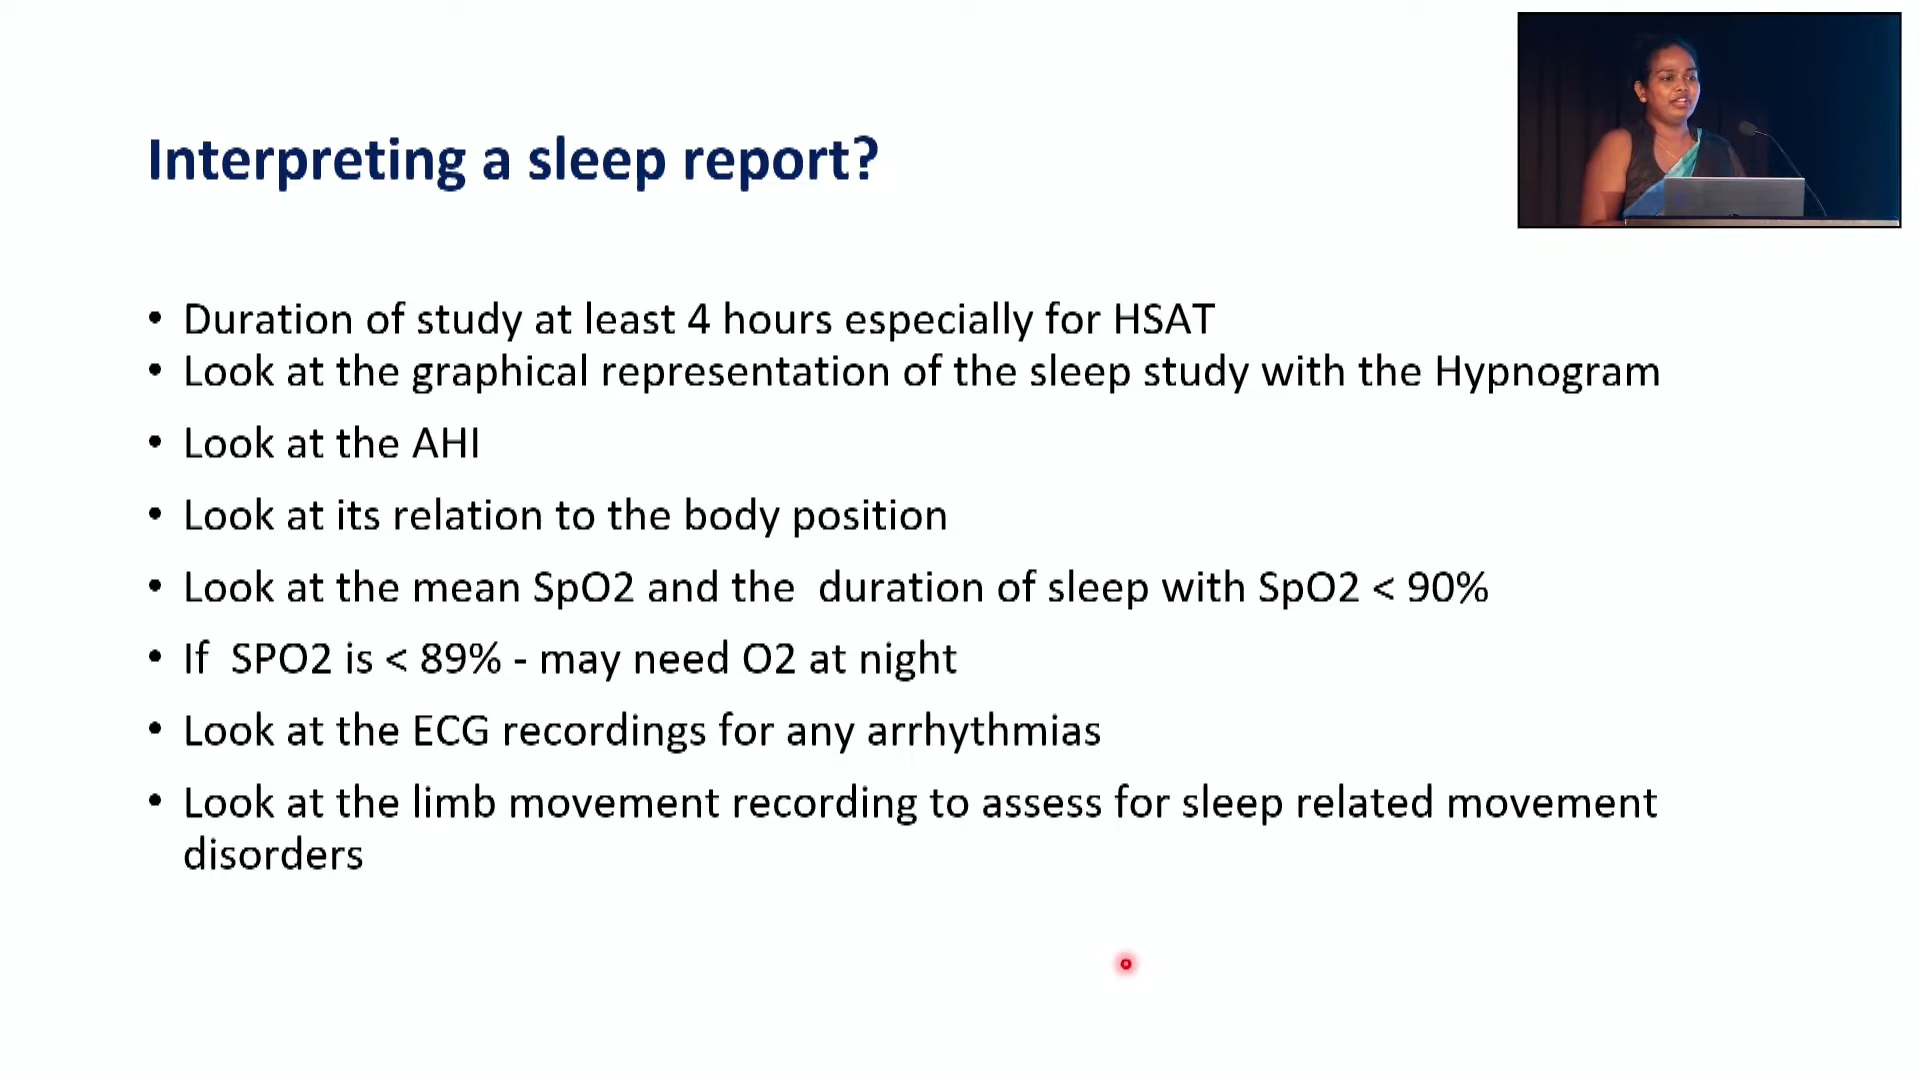 Interpreting a sleep report?
• Duration of study at least 4 hours especially for HSAT
• Look at the graphical representation of the sleep study with the Hypnogram
• Look at the AHI
• Look at its relation to the body position
• Look at the mean SpO2 and the  duration of sleep with SpO2 < 90%
• If  SPO2 is < 89% - may need O2 at night
• Look at the ECG recordings for any arrhythmias
• Look at the limb movement recording to assess for sleep related movement
disorders